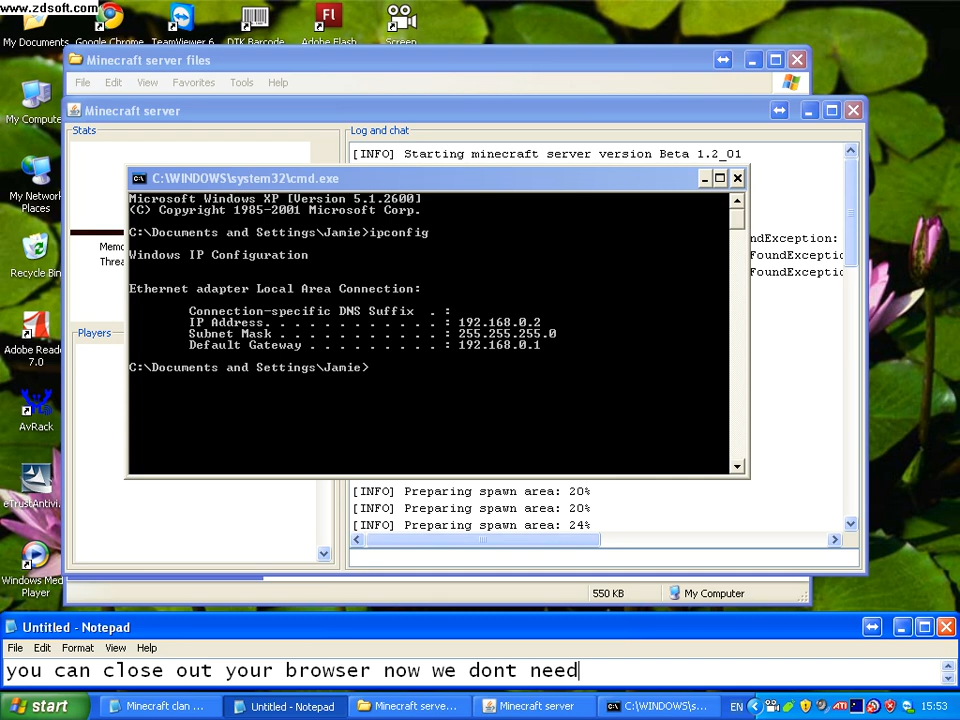 www.zdsoft.com
My Documents
Google Chrome
TeamViewer 6
DTK Barcode
Adobe Flash
Screen
Minecraft server files
File Edit View Favorites Tools Help
My Compute
Minecraft server
Stats
Log and chat
[INFO] Starting minecraft server version Beta 1.2_01
C:\WINDOWS\system32\cmd.exe
Microsoft Windows XP [Version 5.1.2600]
(C) Copyright 1985-2001 Microsoft Corp.
My Network
Places
C:\Documents and Settings\Jamie>ipconfig
ndException:
Memo
Windows IP Configuration
FoundExceptio
Threa
FoundExceptio
Recycle Bin
Ethernet adapter Local Area Connection:
Connection-specific DNS Suffix . :
IP Address. . . . . . . . . . . . : 192.168.0.2
Subnet Mask . . . . . . . . . . . : 255.255.255.0
Default Gateway . . . . . . . . . : 192.168.0.1
Players
Adobe Reade
7.0
C:\Documents and Settings\Jamie>
AvRack
[INFO] Preparing spawn area: 20%
[INFO] Preparing spawn area: 20%
[INFO] Preparing spawn area: 24%
eTrustAntivi.
Windows Med
Player
550 KB
My Computer
Untitled - Notepad
File Edit Format View Help
you can close out your browser now we dont need
start
Minecraft clan ...
Untitled - Notepad
Minecraft serve...
Minecraft server
C:\WINDOWS\s...
EN
ATI
15:53